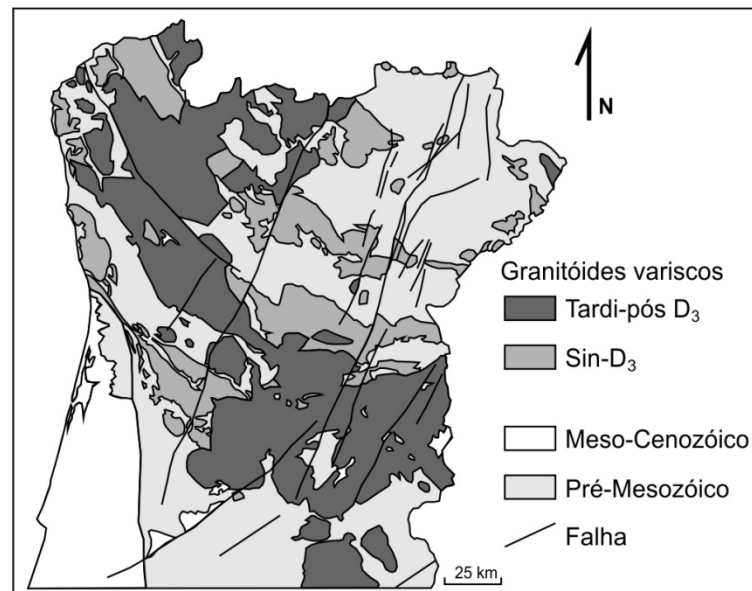 N
Granitóides variscos
Tardi-pós D₃
Sin-D₃
Meso-Cenozóico
Pré-Mesozóico
Falha
25 km